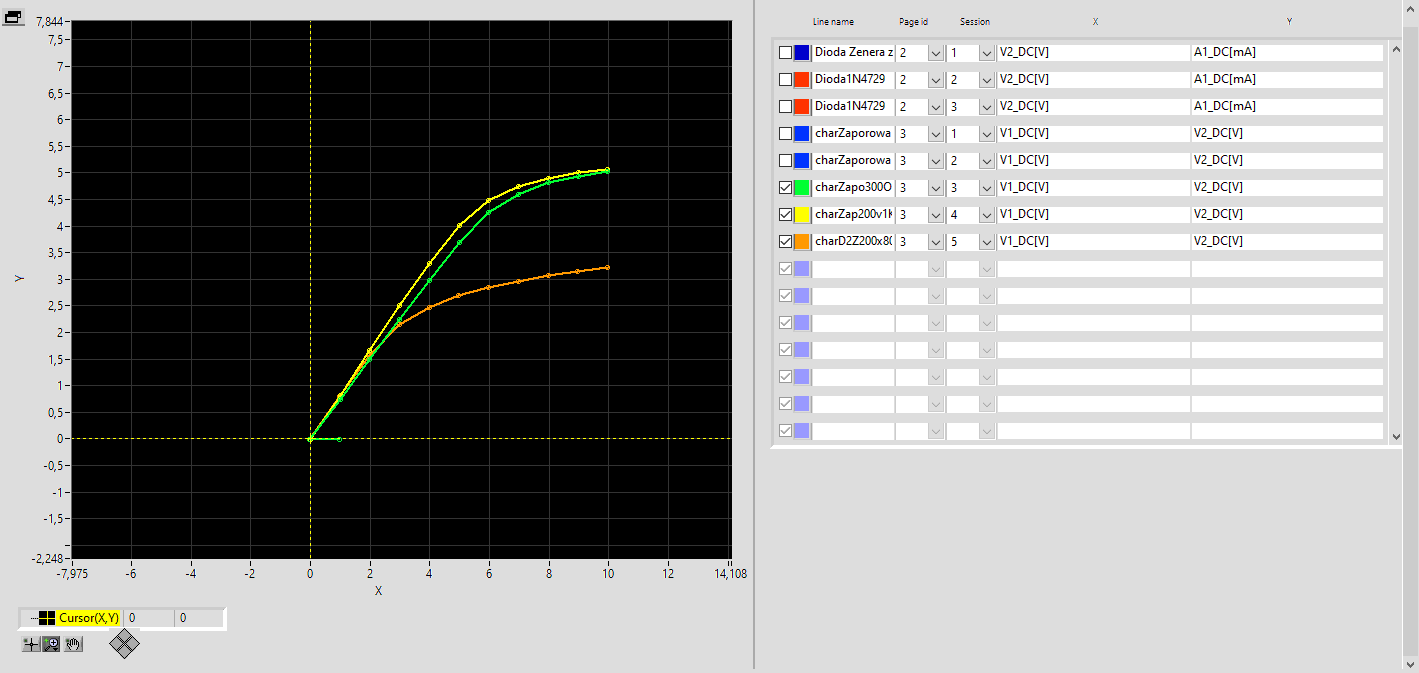 Line name Page id Session X Y
Dioda Zenera z 2 1 V2_DC[V] A1_DC[mA]
Dioda1N4729 2 2 V2_DC[V] A1_DC[mA]
Dioda1N4729 2 3 V2_DC[V] A1_DC[mA]
charZaporowa 3 1 V1_DC[V] V2_DC[V]
charZaporowa 3 2 V1_DC[V] V2_DC[V]
charZapo300O 3 3 V1_DC[V] V2_DC[V]
charZap200v1k 3 4 V1_DC[V] V2_DC[V]
charD2Z200x80 3 5 V1_DC[V] V2_DC[V]
7,844
7,5
7
6,5
6
5,5
5
4,5
4
3,5
3
2,5
2
1,5
1
0,5
0
-0,5
-1
-1,5
-2,248
Y
-7,975 -6 -4 -2 0 2 4 6 8 10 12 14,108
X
Cursor(X,Y) 0 0